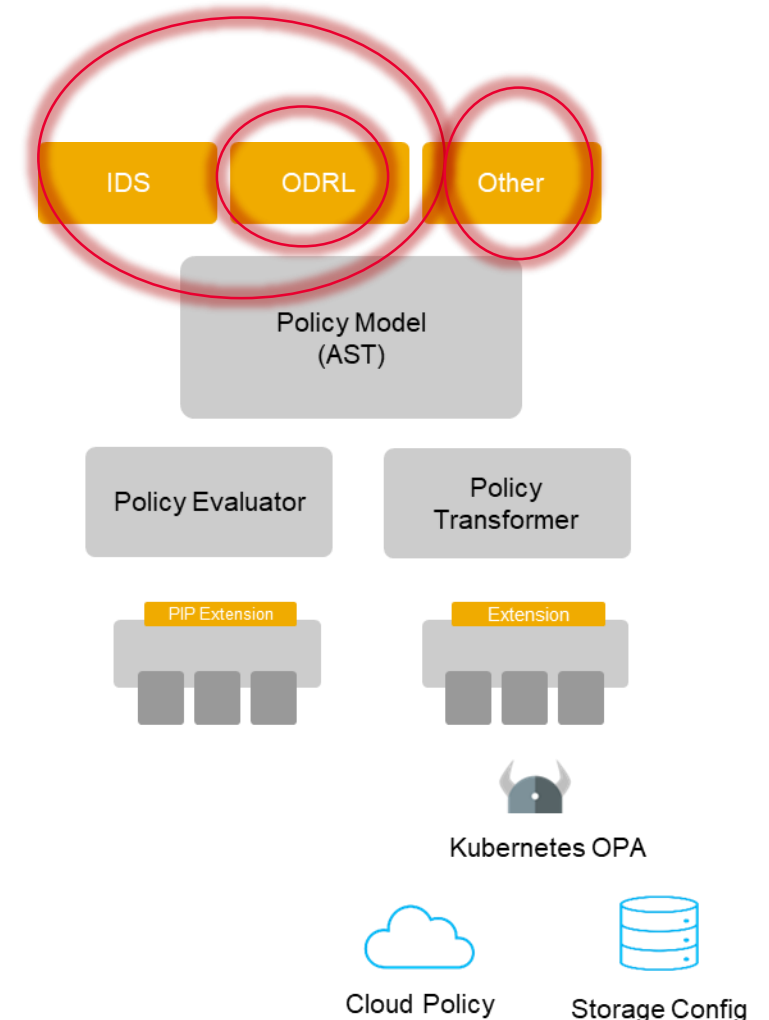 IDS
ODRL
Other
Policy Model
(AST)
Policy Evaluator
Policy
Transformer
PIP Extension
Extension
Kubernetes OPA
Cloud Policy
Storage Config